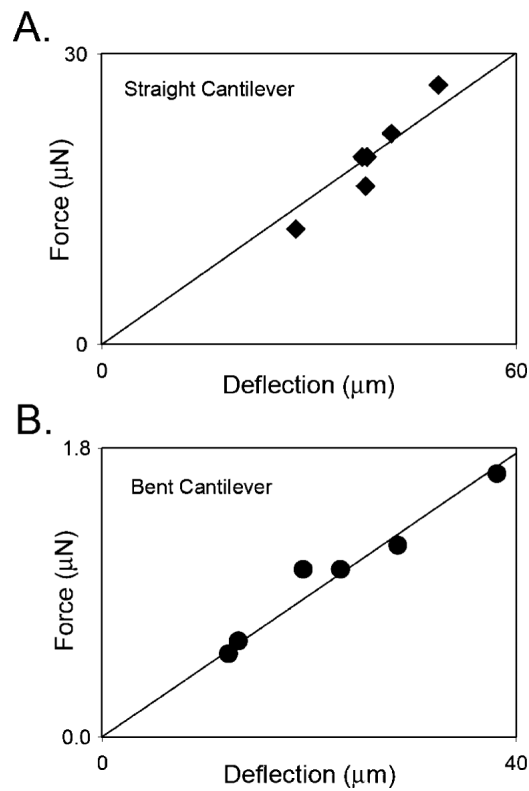 A.
30
Straight Cantilever
Force (μN)
0
0
60
Deflection (μm)
B.
1.8
Bent Cantilever
Force (μN)
0.0
0
40
Deflection (μm)